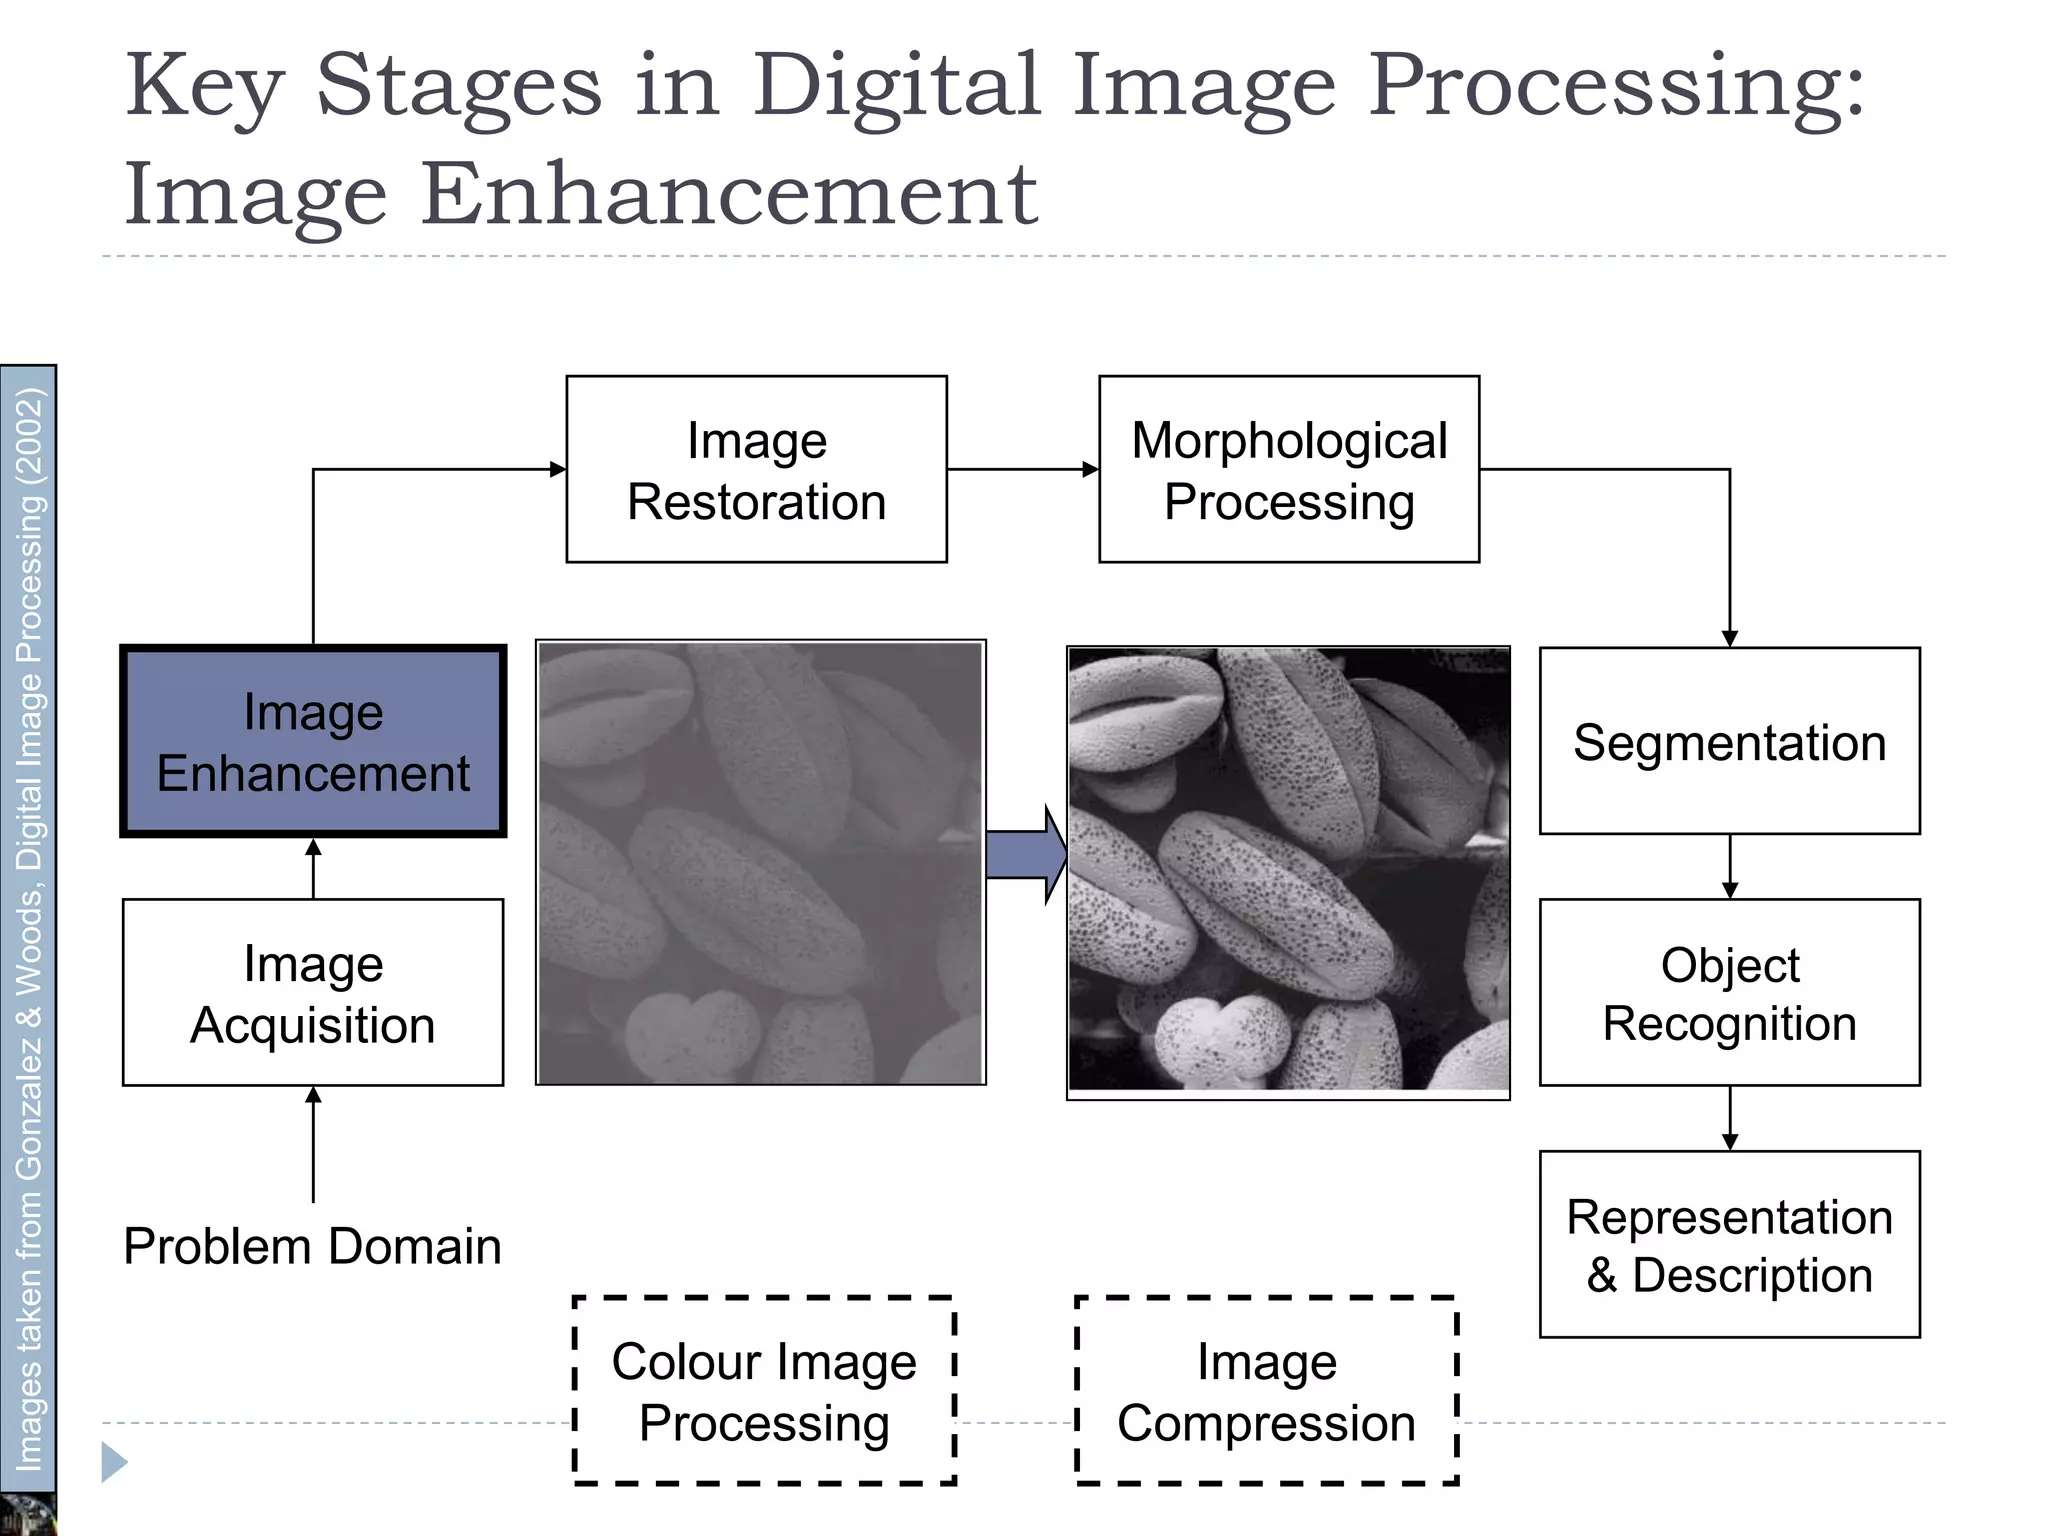 Key Stages in Digital Image Processing:
Image Enhancement
Images taken from Gonzalez & Woods, Digital Image Processing (2002)
Image
Restoration
Morphological
Processing
Image
Enhancement
Segmentation
Image
Acquisition
Object
Recognition
Problem Domain
Representation
& Description
Colour Image
Processing
Image
Compression